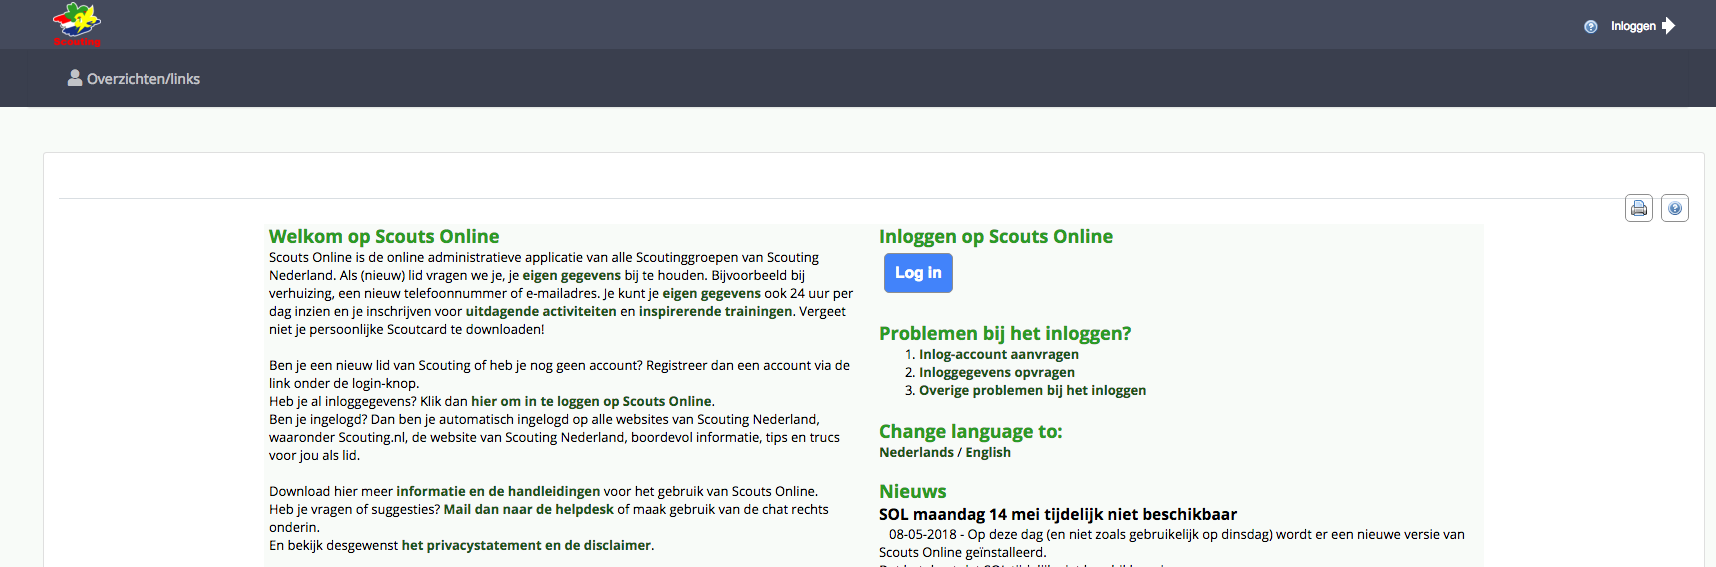 Scouting
Inloggen
Overzichten/links
Welkom op Scouts Online
Scouts Online is de online administratieve applicatie van alle Scoutinggroepen van Scouting
Nederland. Als (nieuw) lid vragen we je, je eigen gegevens bij te houden. Bijvoorbeeld bij
verhuizing, een nieuw telefoonnummer of e-mailadres. Je kunt je eigen gegevens ook 24 uur per
dag inzien en je inschrijven voor uitdagende activiteiten en inspirerende trainingen. Vergeet
niet je persoonlijke Scoutcard te downloaden!
Ben je een nieuw lid van Scouting of heb je nog geen account? Registreer dan een account via de
link onder de login-knop.
Heb je al inloggegevens? Klik dan hier om in te loggen op Scouts Online.
Ben je ingelogd? Dan ben je automatisch ingelogd op alle websites van Scouting Nederland,
waaronder Scouting.nl, de website van Scouting Nederland, boordevol informatie, tips en trucs
voor jou als lid.
Download hier meer informatie en de handleidingen voor het gebruik van Scouts Online.
Heb je vragen of suggesties? Mail dan naar de helpdesk of maak gebruik van de chat rechts
onderin.
En bekijk desgewenst het privacystatement en de disclaimer.
Inloggen op Scouts Online
Log in
Problemen bij het inloggen?
1. Inlog-account aanvragen
2. Inloggegevens opvragen
3. Overige problemen bij het inloggen
Change language to:
Nederlands / English
Nieuws
SOL maandag 14 mei tijdelijk niet beschikbaar
08-05-2018 - Op deze dag (en niet zoals gebruikelijk op dinsdag) wordt er een nieuwe versie van
Scouts Online geïnstalleerd.